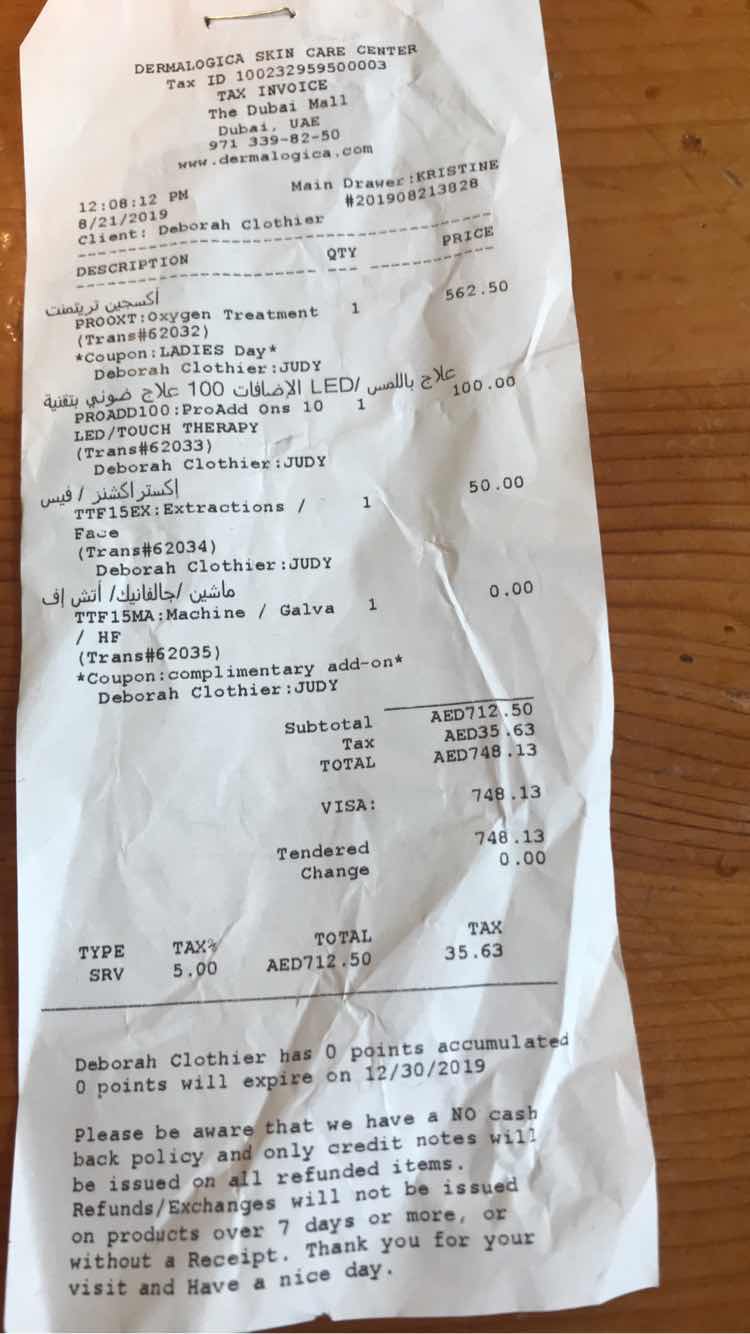 DERMALOGICA SKIN CARE CENTER
Tax ID 100232959500003
TAX INVOICE
The Dubai Mall
Dubai, UAE
971 339-82-50
www.dermalogica.com
12:08:12 PM Main Drawer:KRISTINE
8/21/2019 #201908213828
Client: Deborah Clothier
DESCRIPTION QTY PRICE
أكسجين تريتمنت
PROOXT:Oxygen Treatment 1 562.50
(Trans#62032)
*Coupon:LADIES Day*
Deborah Clothier:JUDY
علاج باللمس /LED الإضافات 100 علاج ضوئي بتقنية
PROADD100:ProAdd Ons 10 1 100.00
LED/TOUCH THERAPY
(Trans#62033)
Deborah Clothier:JUDY
إكستراكشنر / فيس
TTF15EX:Extractions / 1 50.00
Face
(Trans#62034)
Deborah Clothier:JUDY
ماشين /جالفانيك/ أتش إف
TTF15MA:Machine / Galva 1 0.00
/ HF
(Trans#62035)
*Coupon:complimentary add-on*
Deborah Clothier:JUDY
Subtotal AED712.50
Tax AED35.63
TOTAL AED748.13
VISA: 748.13
Tendered 748.13
Change 0.00
TYPE TAX% TOTAL TAX
SRV 5.00 AED712.50 35.63
Deborah Clothier has 0 points accumulated
0 points will expire on 12/30/2019
Please be aware that we have a NO cash
back policy and only credit notes will
be issued on all refunded items.
Refunds/Exchanges will not be issued
on products over 7 days or more, or
without a Receipt. Thank you for your
visit and Have a nice day.